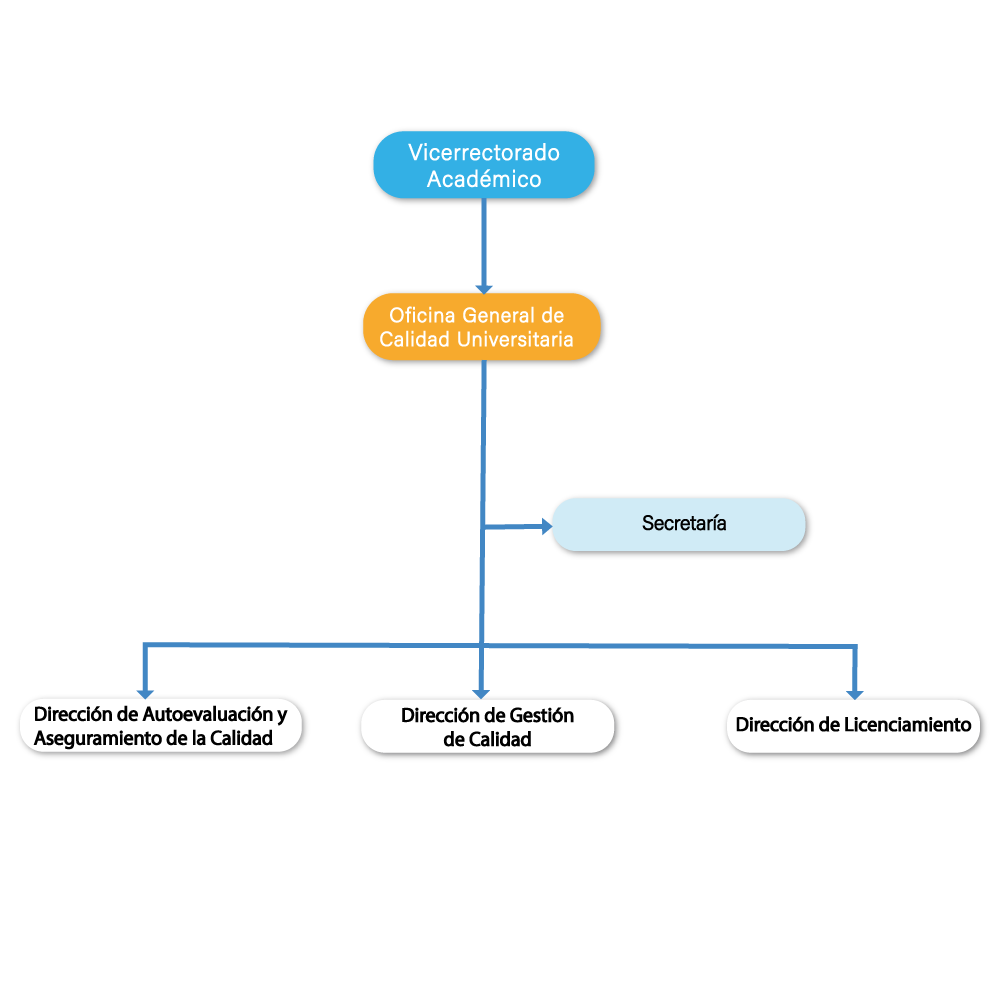 Vicerrectorado
Académico
Oficina General de
Calidad Universitaria
Secretaría
Dirección de Autoevaluación y
Aseguramiento de la Calidad
Dirección de Gestión
de Calidad
Dirección de Licenciamiento